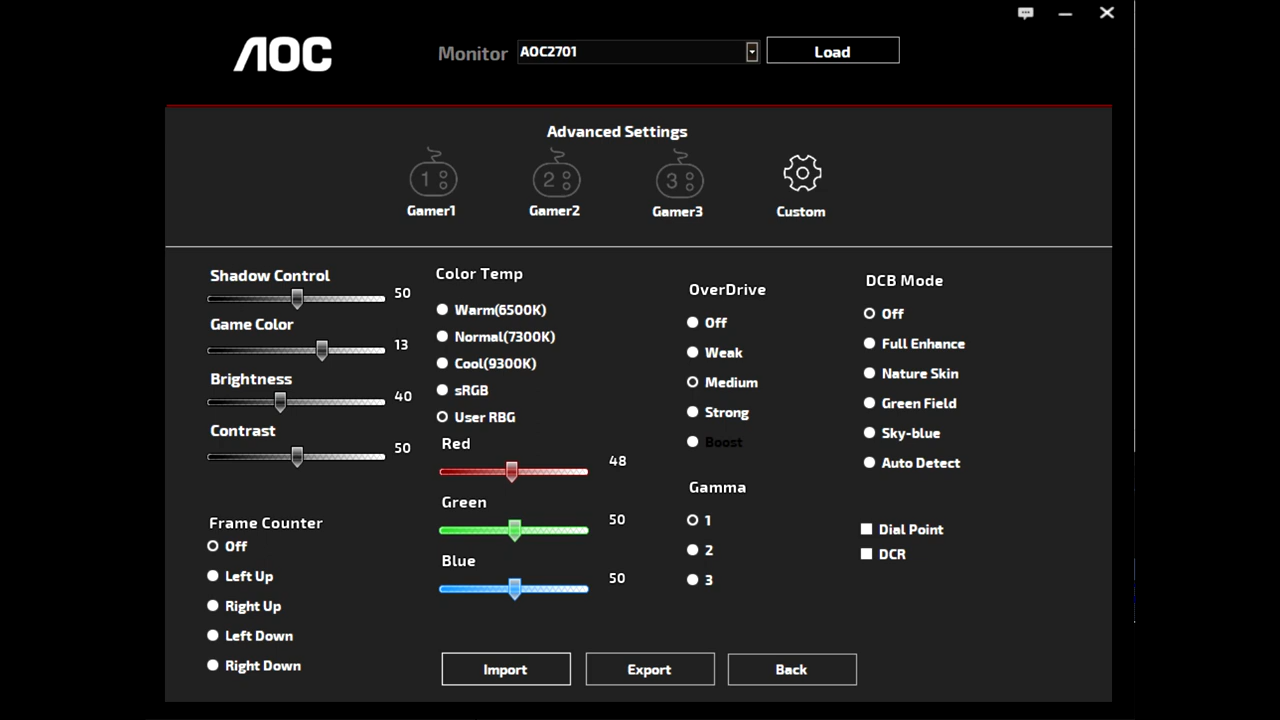 AOC
Monitor
AOC2701
Load
Advanced Settings
1
2
3
Gamer1
Gamer2
Gamer3
Custom
Shadow Control
50
Game Color
13
Brightness
40
Contrast
50
Frame Counter
Off
Left Up
Right Up
Left Down
Right Down
Color Temp
Warm(6500K)
Normal(7300K)
Cool(9300K)
sRGB
User RBG
Red
48
Green
50
Blue
50
OverDrive
Off
Weak
Medium
Strong
Boost
Gamma
1
2
3
DCB Mode
Off
Full Enhance
Nature Skin
Green Field
Sky-blue
Auto Detect
Dial Point
DCR
Import
Export
Back